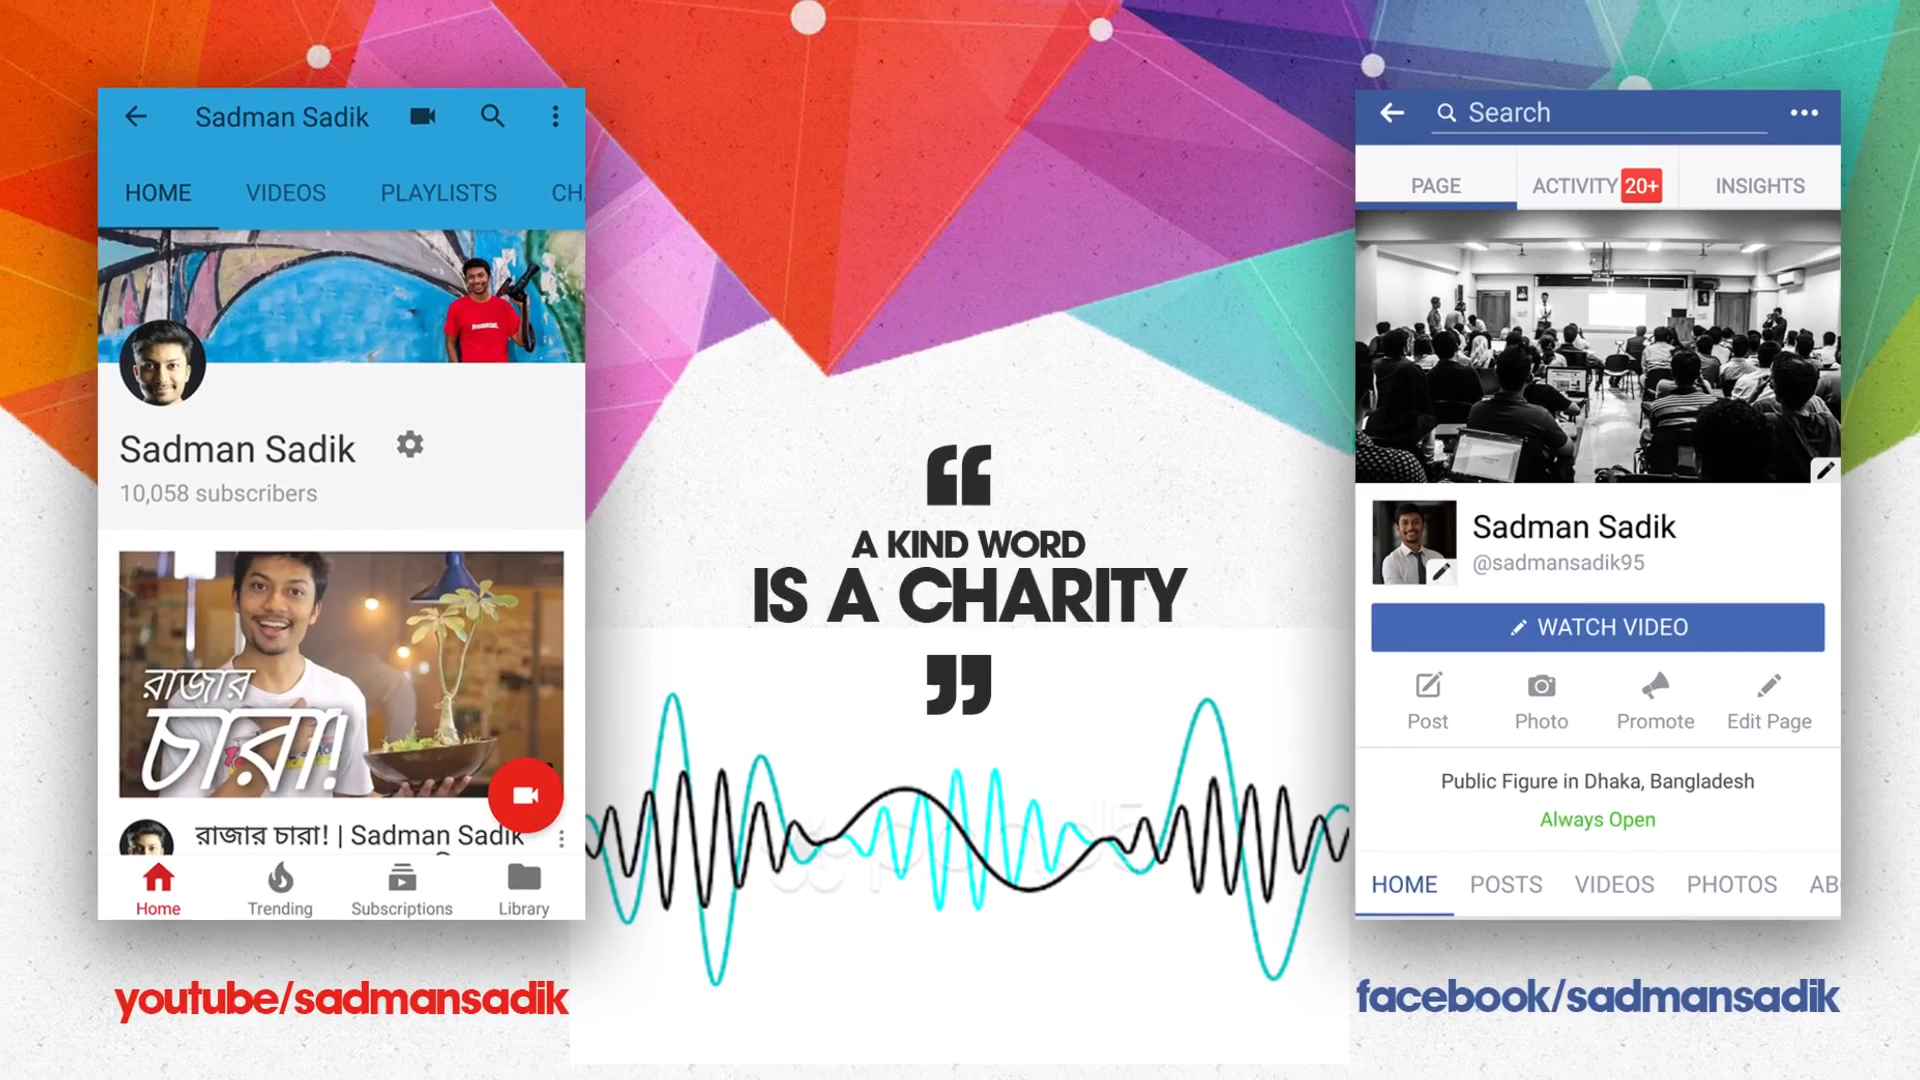 Sadman Sadik
HOME VIDEOS PLAYLISTS CH
Sadman Sadik
10,058 subscribers
রাজার
চারা!
রাজার চারা! | Sadman Sadik
Home Trending Subscriptions Library
youtube/sadmansadik
“
A KIND WORD
IS A CHARITY
”
Search
PAGE ACTIVITY 20+ INSIGHTS
Sadman Sadik
@sadmansadik95
WATCH VIDEO
Post Photo Promote Edit Page
Public Figure in Dhaka, Bangladesh
Always Open
HOME POSTS VIDEOS PHOTOS AB
facebook/sadmansadik